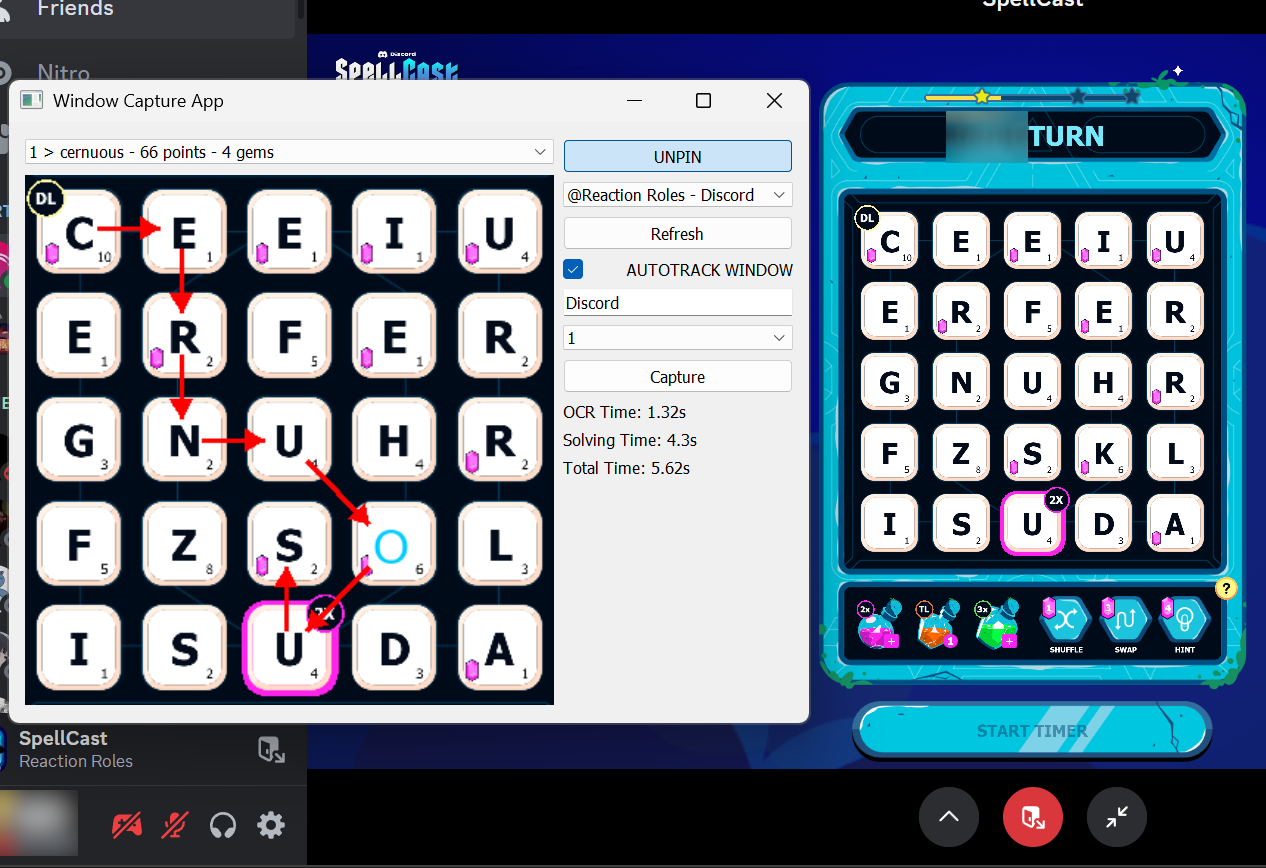 Friends
SpellCast
Nitro
Discord
SPELLCAST
Window Capture App
TURN
1 > cernuous - 66 points - 4 gems
UNPIN
@Reaction Roles - Discord
Refresh
AUTOTRACK WINDOW
Discord
1
Capture
OCR Time: 1.32s
Solving Time: 4.3s
Total Time: 5.62s
DL
C 10 E 1 E 1 I 1 U 4
E 1 R 2 F 5 E 1 R 2
G 3 N 2 U 4 H 4 R 2
F 5 Z 8 S 2 O 6 L 3
2X
I 1 S 2 U 4 D 3 A 1
DL
C 10 E 1 E 1 I 1 U 4
E 1 R 2 F 5 E 1 R 2
G 3 N 2 U 4 H 4 R 2
F 5 Z 8 S 2 K 6 L 3
2X
I 1 S 2 U 4 D 3 A 1
?
2x TL 3x 1 3 4
+ 1 +
SHUFFLE SWAP HINT
START TIMER
SpellCast
Reaction Roles